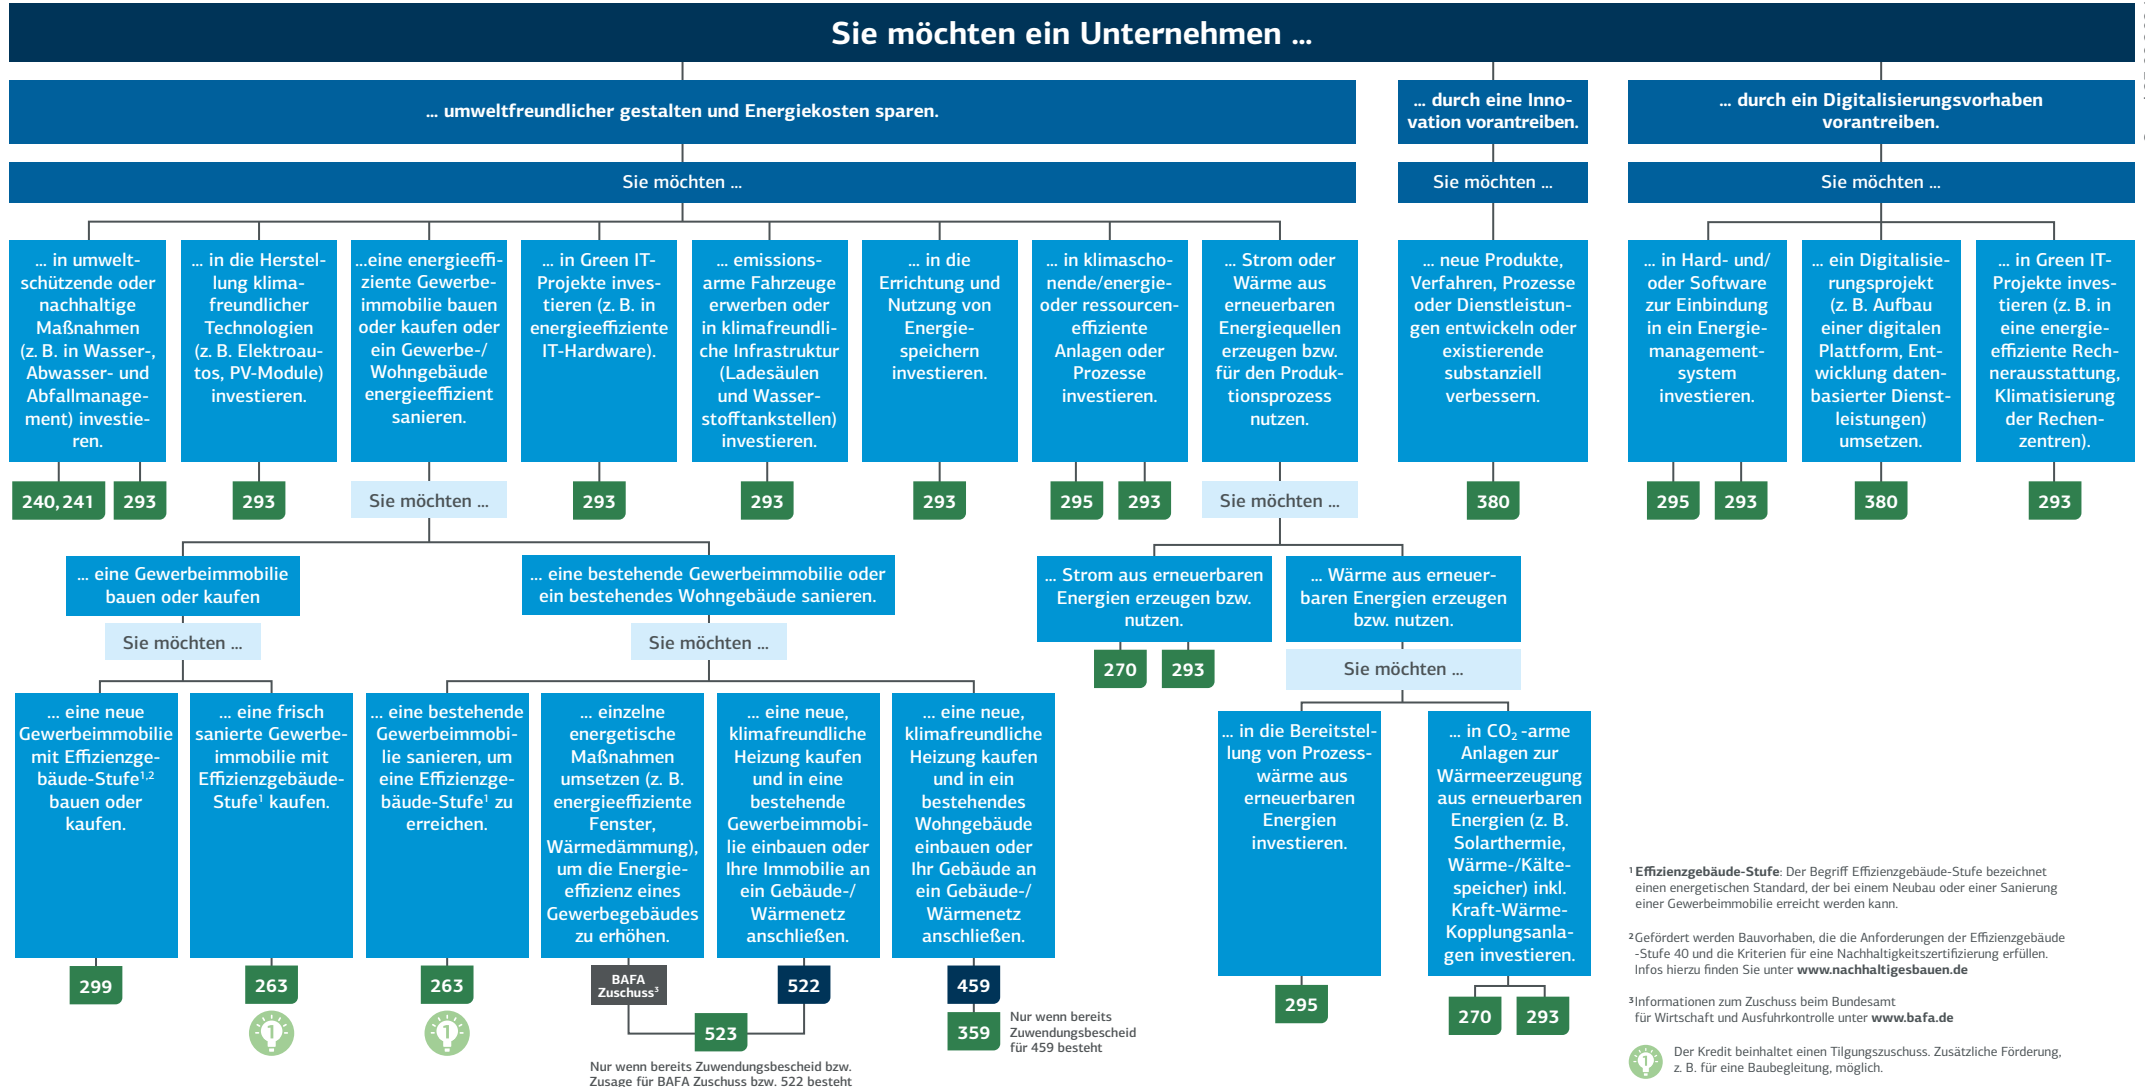 Sie möchten ein Unternehmen ...
... umweltfreundlicher gestalten und Energiekosten sparen.
Sie möchten ...
... in umwelt-
schützende oder
nachhaltige
Maßnahmen
(z. B. in Wasser-,
Abwasser- und
Abfallmanage-
ment) investie-
ren.
240, 241
293
... in die Herstel-
lung klima-
freundlicher
Technologien
(z. B. Elektroau-
tos, PV-Module)
investieren.
293
...eine energieeffi-
ziente Gewerbe-
immobilie bauen
oder kaufen oder
ein Gewerbe-/
Wohngebäude
energieeffizient
sanieren.
Sie möchten ...
... in Green IT-
Projekte inves-
tieren (z. B. in
energieeffiziente
IT-Hardware).
293
... emissions-
arme Fahrzeuge
erwerben oder
in klimafreundli-
che Infrastruktur
(Ladesäulen
und Wasser-
stofftankstellen)
investieren.
293
... in die
Errichtung und
Nutzung von
Energie-
speichern
investieren.
293
... in klimascho-
nende/energie-
oder ressourcen-
effiziente
Anlagen oder
Prozesse
investieren.
295
293
... Strom oder
Wärme aus
erneuerbaren
Energiequellen
erzeugen bzw.
für den Produk-
tionsprozess
nutzen.
Sie möchten ...
... eine Gewerbeimmobilie
bauen oder kaufen
Sie möchten ...
... eine bestehende Gewerbeimmobilie oder
ein bestehendes Wohngebäude sanieren.
Sie möchten ...
... Strom aus erneuerbaren
Energien erzeugen bzw.
nutzen.
270
293
... Wärme aus erneuer-
baren Energien erzeugen
bzw. nutzen.
Sie möchten ...
... eine neue
Gewerbeimmobilie
mit Effizienzge-
bäude-Stufe¹,²
bauen oder
kaufen.
299
... eine frisch
sanierte Gewerbe-
immobilie mit
Effizienzgebäude-
Stufe¹ kaufen.
263
1
... eine bestehende
Gewerbeimmobi-
lie sanieren, um
eine Effizienzge-
bäude-Stufe¹ zu
erreichen.
263
1
... einzelne
energetische
Maßnahmen
umsetzen (z. B.
energieeffiziente
Fenster,
Wärmedämmung),
um die Energie-
effizienz eines
Gewerbegebäudes
zu erhöhen.
BAFA
Zuschuss³
... eine neue,
klimafreundliche
Heizung kaufen
und in eine
bestehende
Gewerbeimmobi-
lie einbauen oder
Ihre Immobilie an
ein Gebäude-/
Wärmenetz
anschließen.
522
523
Nur wenn bereits Zuwendungsbescheid bzw.
Zusage für BAFA Zuschuss bzw. 522 besteht
... eine neue,
klimafreundliche
Heizung kaufen
und in ein
bestehendes
Wohngebäude
einbauen oder
Ihr Gebäude an
ein Gebäude-/
Wärmenetz
anschließen.
459
359
Nur wenn bereits
Zuwendungsbescheid
für 459 besteht
... in die Bereitstel-
lung von Prozess-
wärme aus
erneuerbaren
Energien
investieren.
295
... in CO₂-arme
Anlagen zur
Wärmeerzeugung
aus erneuerbaren
Energien (z. B.
Solarthermie,
Wärme-/Kälte-
speicher) inkl.
Kraft-Wärme-
Kopplungsanla-
gen investieren.
270
293
... durch eine Inno-
vation vorantreiben.
Sie möchten ...
... neue Produkte,
Verfahren, Prozesse
oder Dienstleistun-
gen entwickeln oder
existierende
substanziell
verbessern.
380
... durch ein Digitalisierungsvorhaben
vorantreiben.
Sie möchten ...
... in Hard- und/
oder Software
zur Einbindung
in ein Energie-
management-
system
investieren.
295
293
... ein Digitalisie-
rungsprojekt
(z. B. Aufbau
einer digitalen
Plattform, Ent-
wicklung daten-
basierter Dienst-
leistungen)
umsetzen.
380
... in Green IT-
Projekte inves-
tieren (z. B. in
eine energie-
effiziente Rech-
nerausstattung,
Klimatisierung
der Rechen-
zentren).
293
¹ Effizienzgebäude-Stufe: Der Begriff Effizienzgebäude-Stufe bezeichnet
einen energetischen Standard, der bei einem Neubau oder einer Sanierung
einer Gewerbeimmobilie erreicht werden kann.
² Gefördert werden Bauvorhaben, die die Anforderungen der Effizienzgebäude
-Stufe 40 und die Kriterien für eine Nachhaltigkeitszertifizierung erfüllen.
Infos hierzu finden Sie unter www.nachhaltigesbauen.de
³ Informationen zum Zuschuss beim Bundesamt
für Wirtschaft und Ausfuhrkontrolle unter www.bafa.de
1
Der Kredit beinhaltet einen Tilgungszuschuss. Zusätzliche Förderung,
z. B. für eine Baubegleitung, möglich.